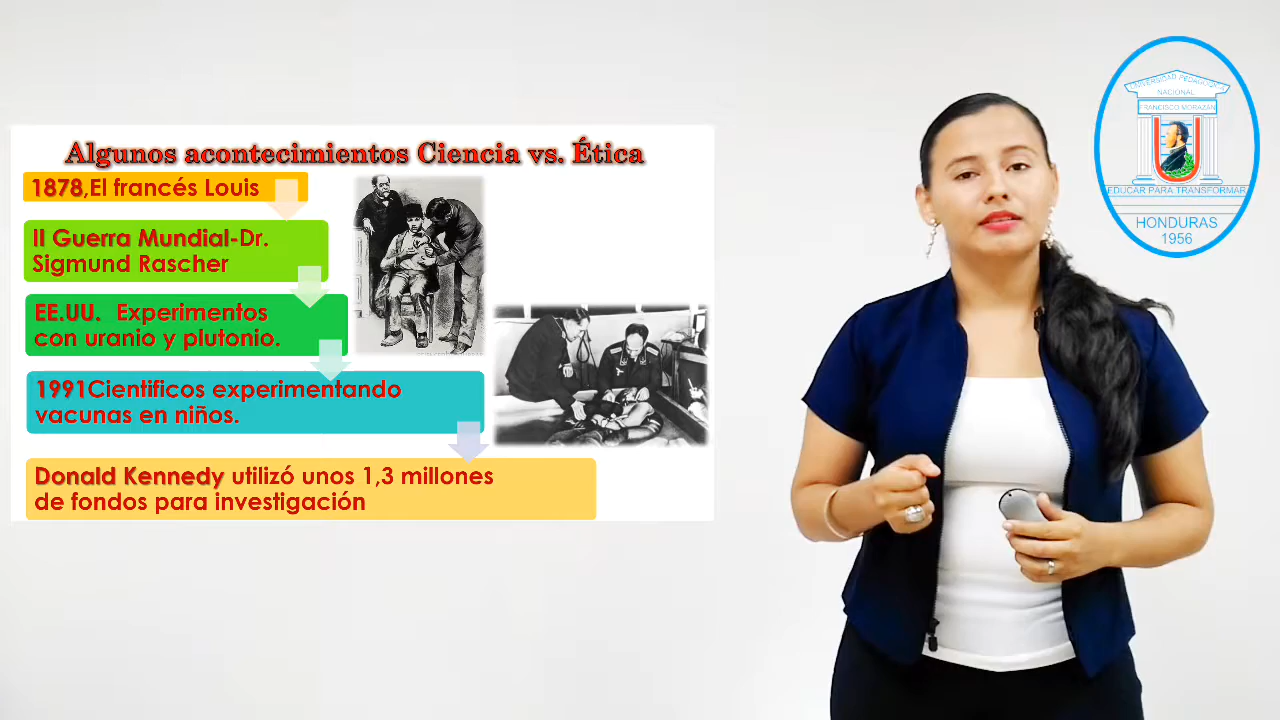 Algunos acontecimientos Ciencia vs. Ética
1878,El francés Louis
II Guerra Mundial-Dr.
Sigmund Rascher
EE.UU. Experimentos
con uranio y plutonio.
1991Cientificos experimentando
vacunas en niños.
Donald Kennedy utilizó unos 1,3 millones
de fondos para investigación
UNIVERSIDAD PEDAGOGICA
NACIONAL
FRANCISCO MORAZAN
EDUCAR PARA TRANSFORMAR
HONDURAS
1956